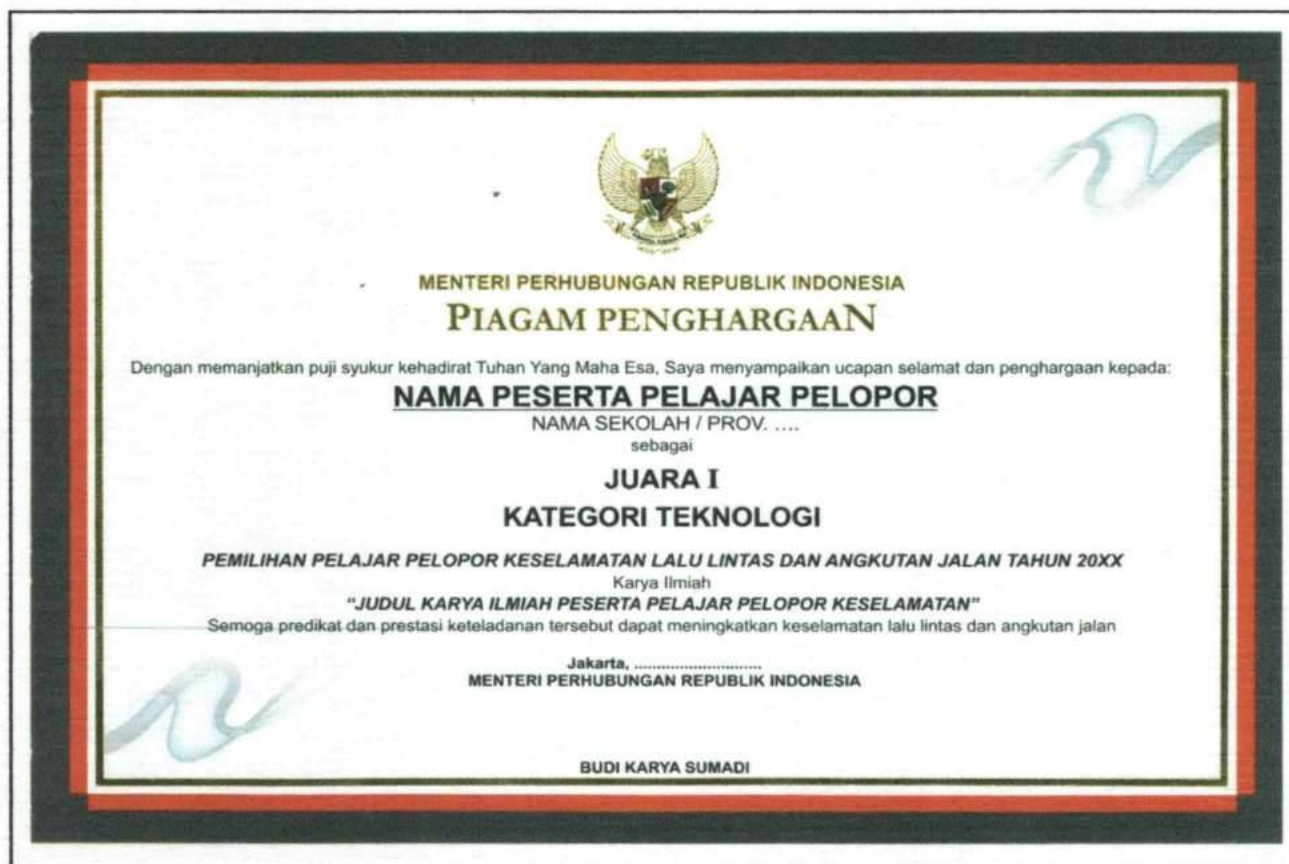 MENTERI PERHUBUNGAN REPUBLIK INDONESIA
PIAGAM PENGHARGAAN
Dengan memanjatkan puji syukur kehadirat Tuhan Yang Maha Esa, Saya menyampaikan ucapan selamat dan penghargaan kepada:
NAMA PESERTA PELAJAR PELOPOR
NAMA SEKOLAH / PROV. ....
sebagai
JUARA I
KATEGORI TEKNOLOGI
PEMILIHAN PELAJAR PELOPOR KESELAMATAN LALU LINTAS DAN ANGKUTAN JALAN TAHUN 20XX
Karya Ilmiah
"JUDUL KARYA ILMIAH PESERTA PELAJAR PELOPOR KESELAMATAN"
Semoga predikat dan prestasi keteladanan tersebut dapat meningkatkan keselamatan lalu lintas dan angkutan jalan
Jakarta, ............................
MENTERI PERHUBUNGAN REPUBLIK INDONESIA
BUDI KARYA SUMADI